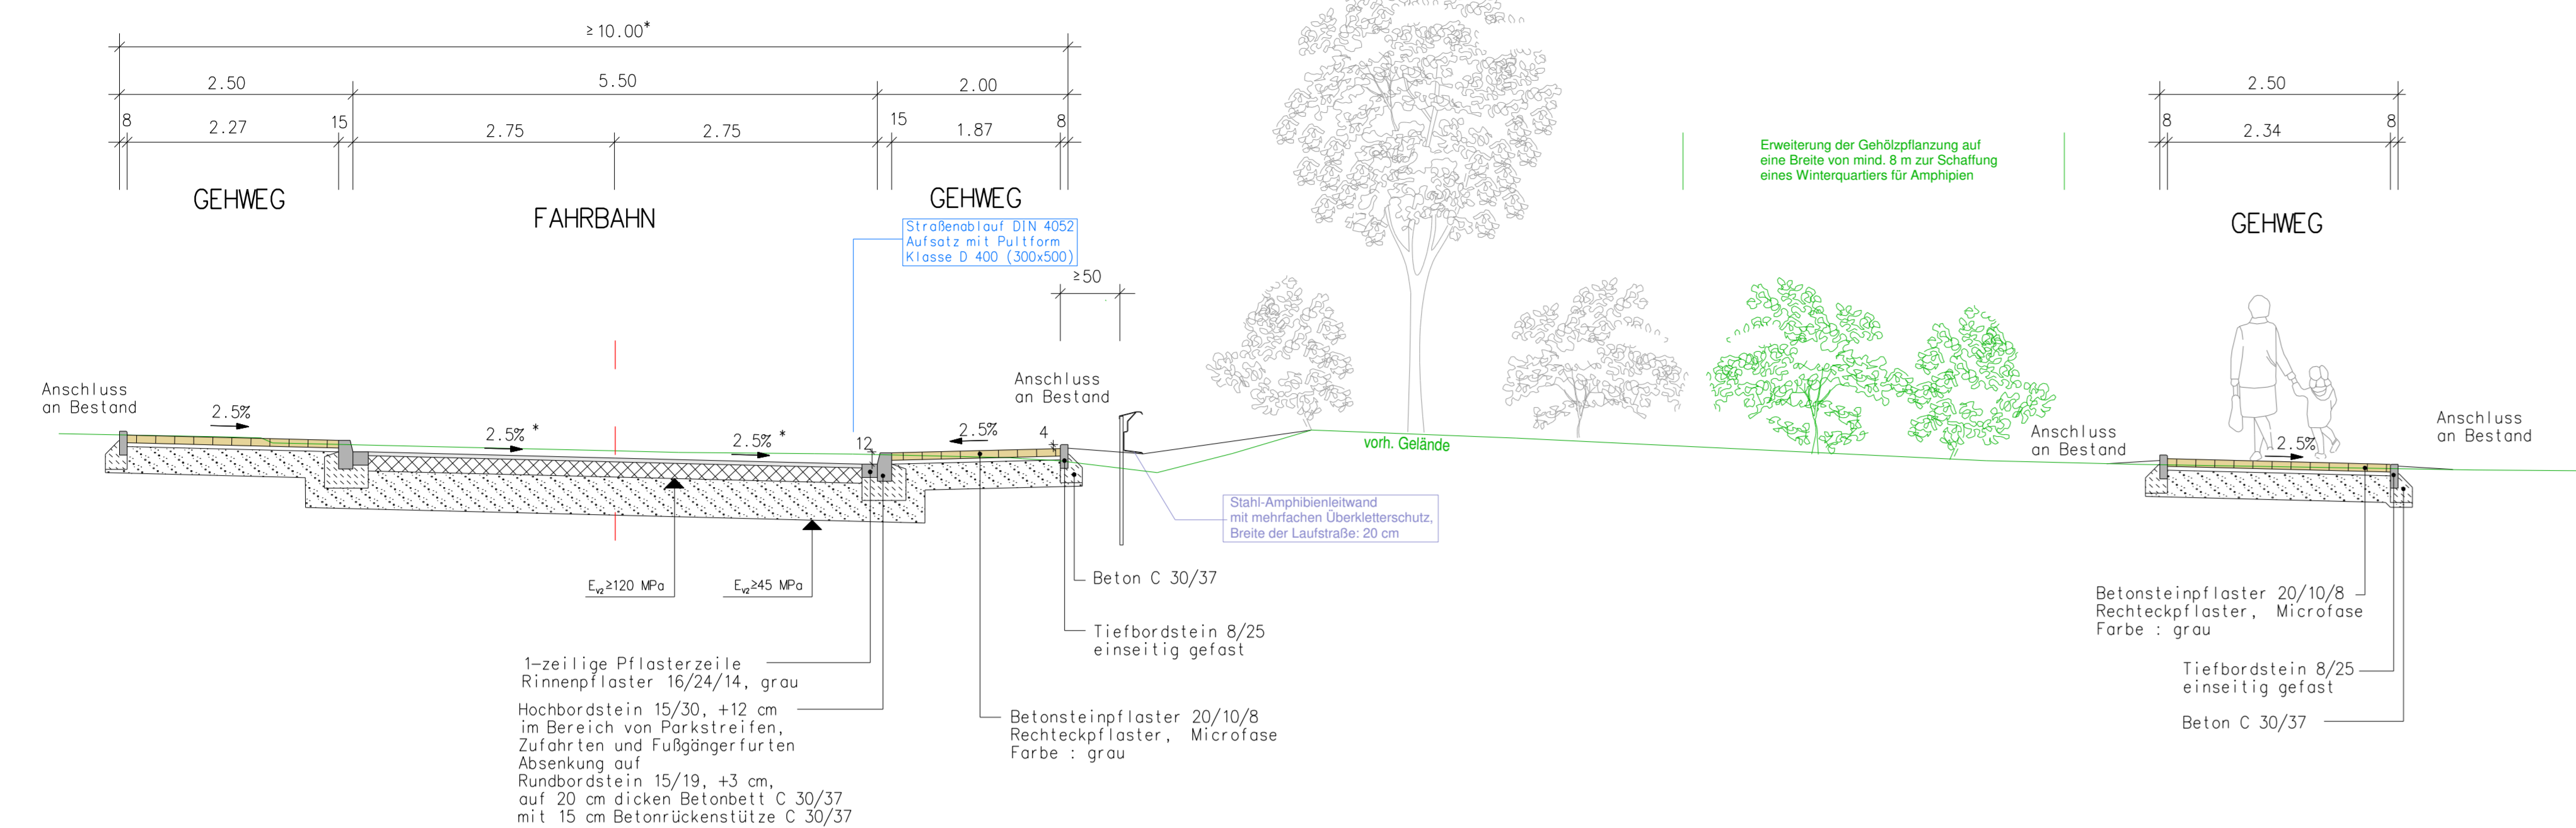 ≥10.00*
2.50
5.50
2.00
2.50
8
2.27
15
2.75
2.75
15
1.87
8
8
2.34
8
GEHWEG
FAHRBAHN
GEHWEG
GEHWEG
Erweiterung der Gehölzpflanzung auf
eine Breite von mind. 8 m zur Schaffung
eines Winterquartiers für Amphipien
Straßenablauf DIN 4052
Aufsatz mit Pultform
Klasse D 400 (300x500)
≥50
Anschluss
an Bestand
2.5%
2.5% *
2.5% *
12
2.5%
4
Anschluss
an Bestand
vorh. Gelände
Anschluss
an Bestand
2.5%
Anschluss
an Bestand
Stahl-Amphibienleitwand
mit mehrfachen Überkletterschutz,
Breite der Laufstraße: 20 cm
Ev2≥120 MPa
Ev2≥45 MPa
Beton C 30/37
Tiefbordstein 8/25
einseitig gefast
1-zeilige Pflasterzeile
Rinnenpflaster 16/24/14, grau
Hochbordstein 15/30, +12 cm
im Bereich von Parkstreifen,
Zufahrten und Fußgängerfurten
Absenkung auf
Rundbordstein 15/19, +3 cm,
auf 20 cm dicken Betonbett C 30/37
mit 15 cm Betonrückenstütze C 30/37
Betonsteinpflaster 20/10/8
Rechteckpflaster, Microfase
Farbe : grau
Betonsteinpflaster 20/10/8
Rechteckpflaster, Microfase
Farbe : grau
Tiefbordstein 8/25
einseitig gefast
Beton C 30/37